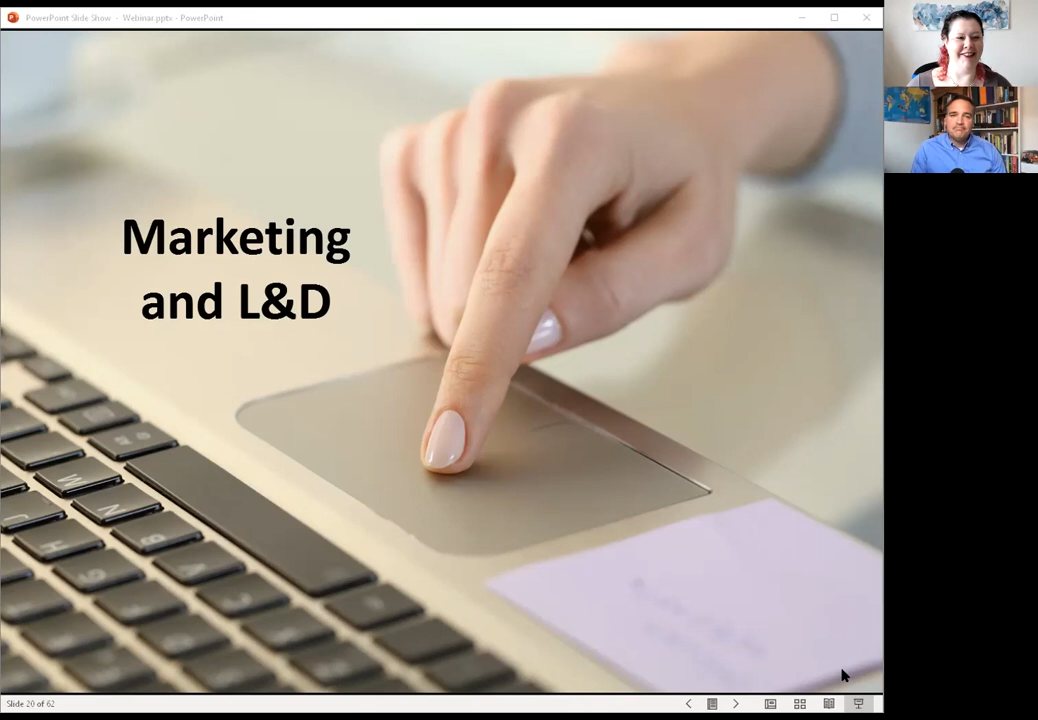 PowerPoint Slide Show - Webinar.pptx - PowerPoint
Marketing
and L&D
M
N
B
H
G
V
Slide 20 of 62